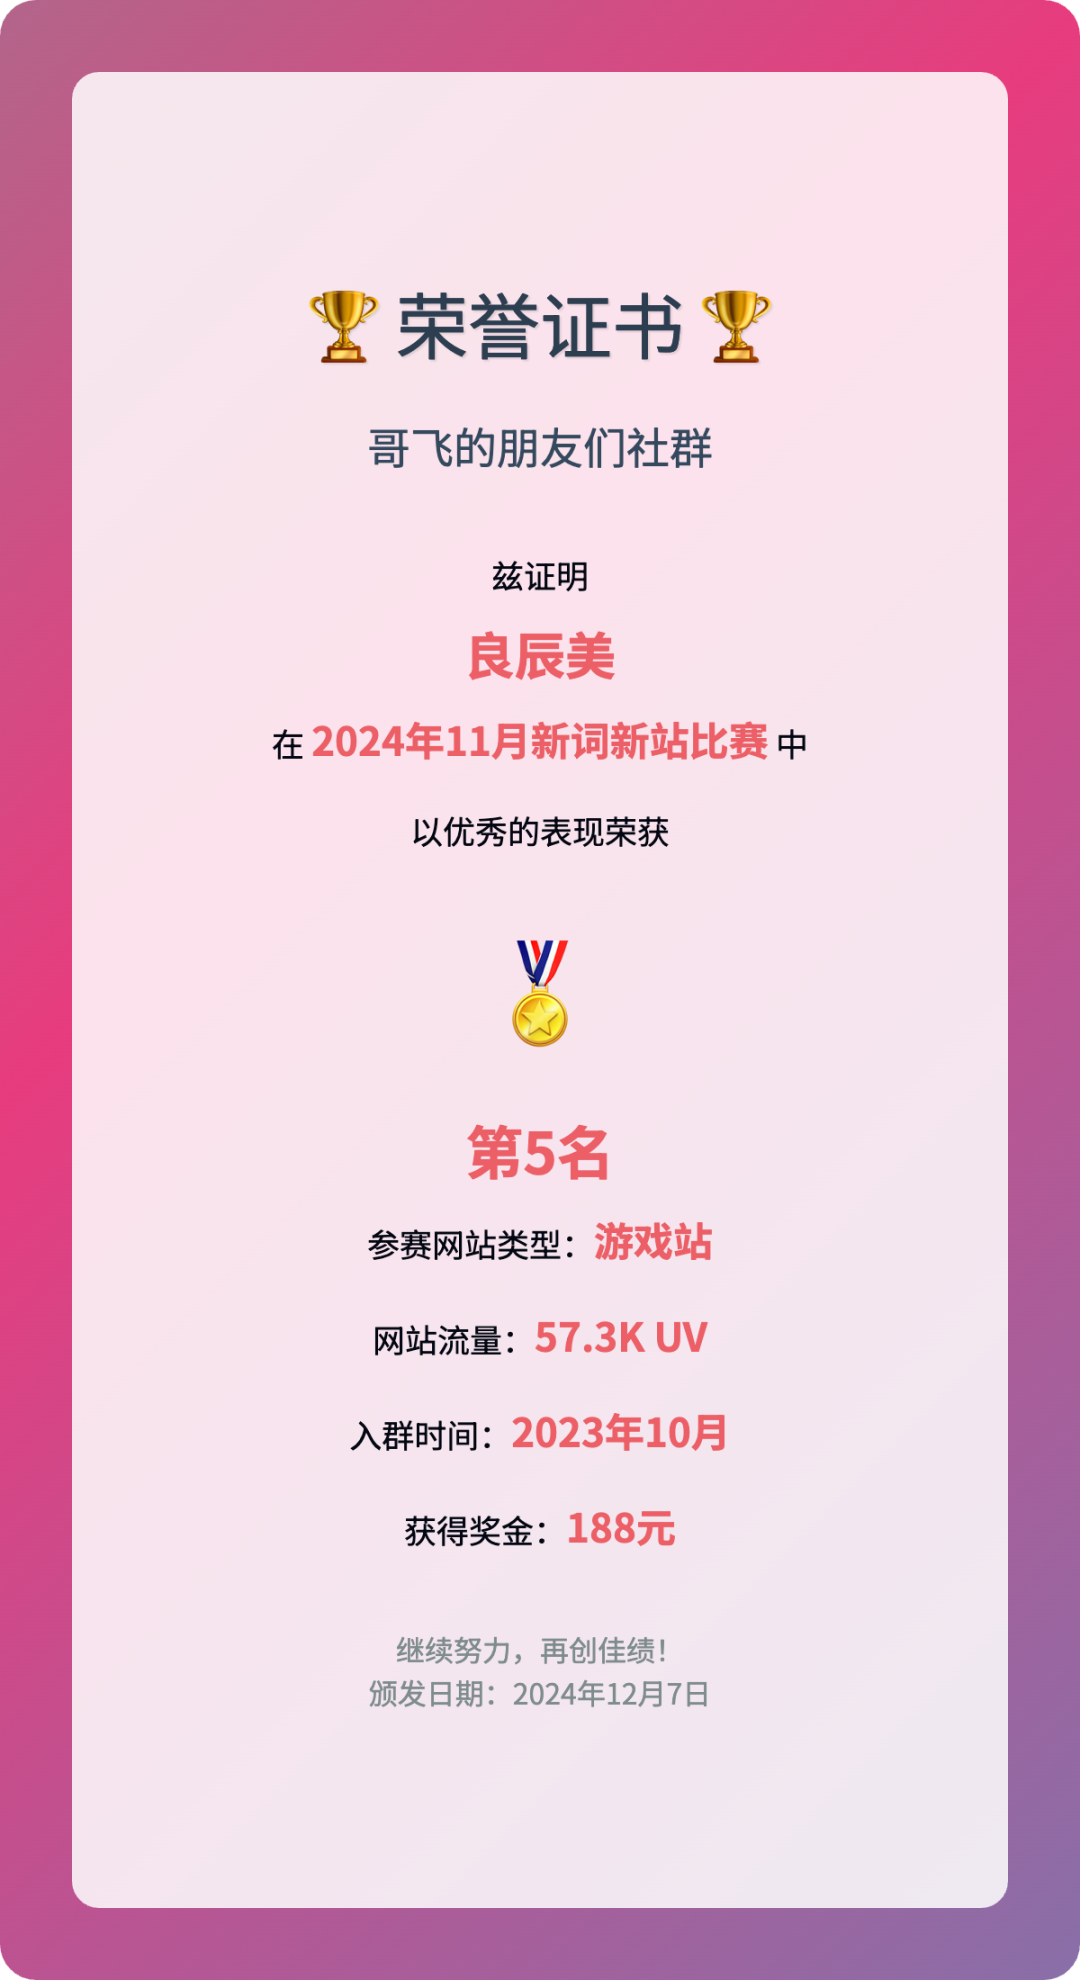 荣誉证书
哥飞的朋友们社群
兹证明
良辰美
在 2024年11月新词新站比赛 中
以优秀的表现荣获
第5名
参赛网站类型：游戏站
网站流量：57.3K UV
入群时间：2023年10月
获得奖金：188元
继续努力，再创佳绩！
颁发日期：2024年12月7日